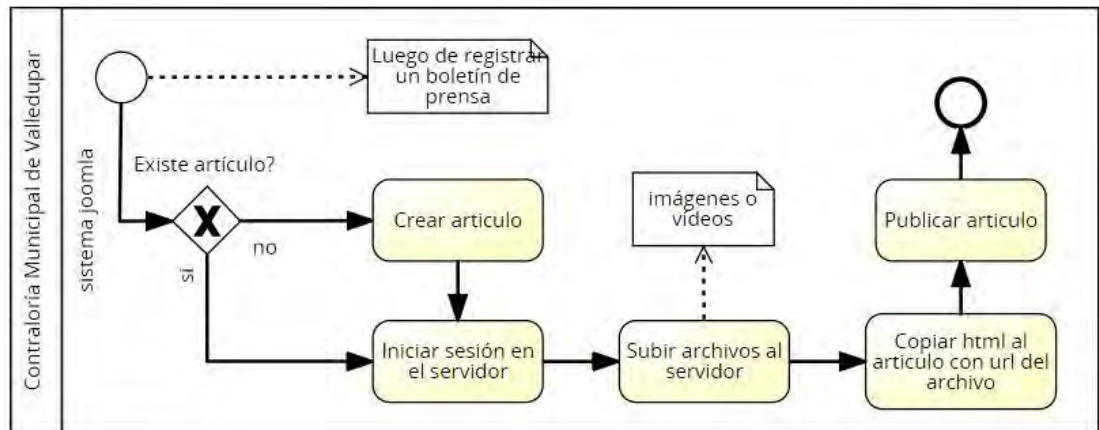 Contraloría Municipal de Valledupar
sistema joomla
Luego de registrar
un boletín de
prensa
Existe artículo?
no
si
Crear articulo
Iniciar sesión en
el servidor
imágenes o
vídeos
Subir archivos al
servidor
Publicar articulo
Copiar html al
articulo con url del
archivo